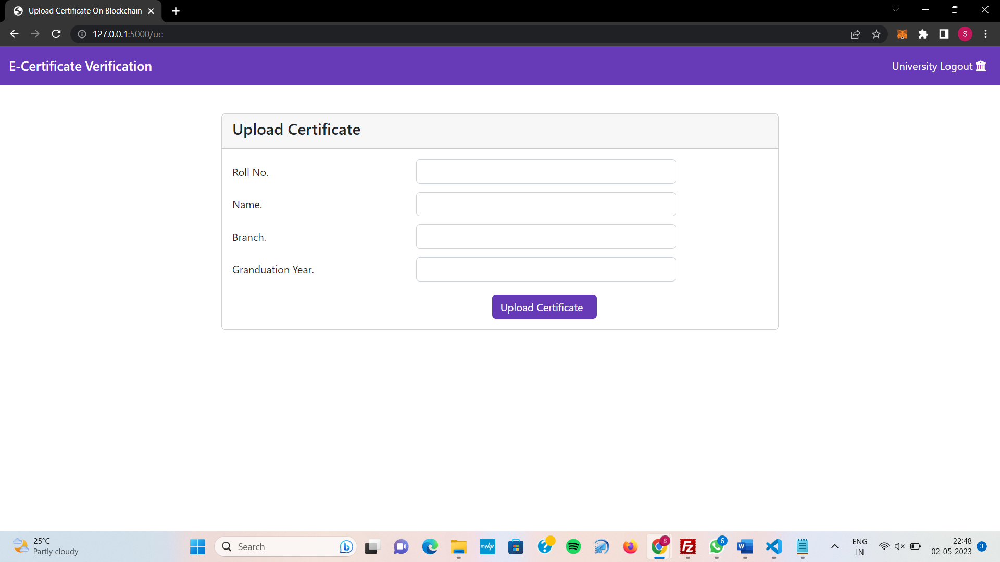 Upload Certificate On Blockchain
127.0.0.1:5000/uc
S
E-Certificate Verification
University Logout
Upload Certificate
Roll No.
Name.
Branch.
Granduation Year.
Upload Certificate
25°C
Partly cloudy
Search
myhp
S
6
ENG
IN
22:48
02-05-2023
3